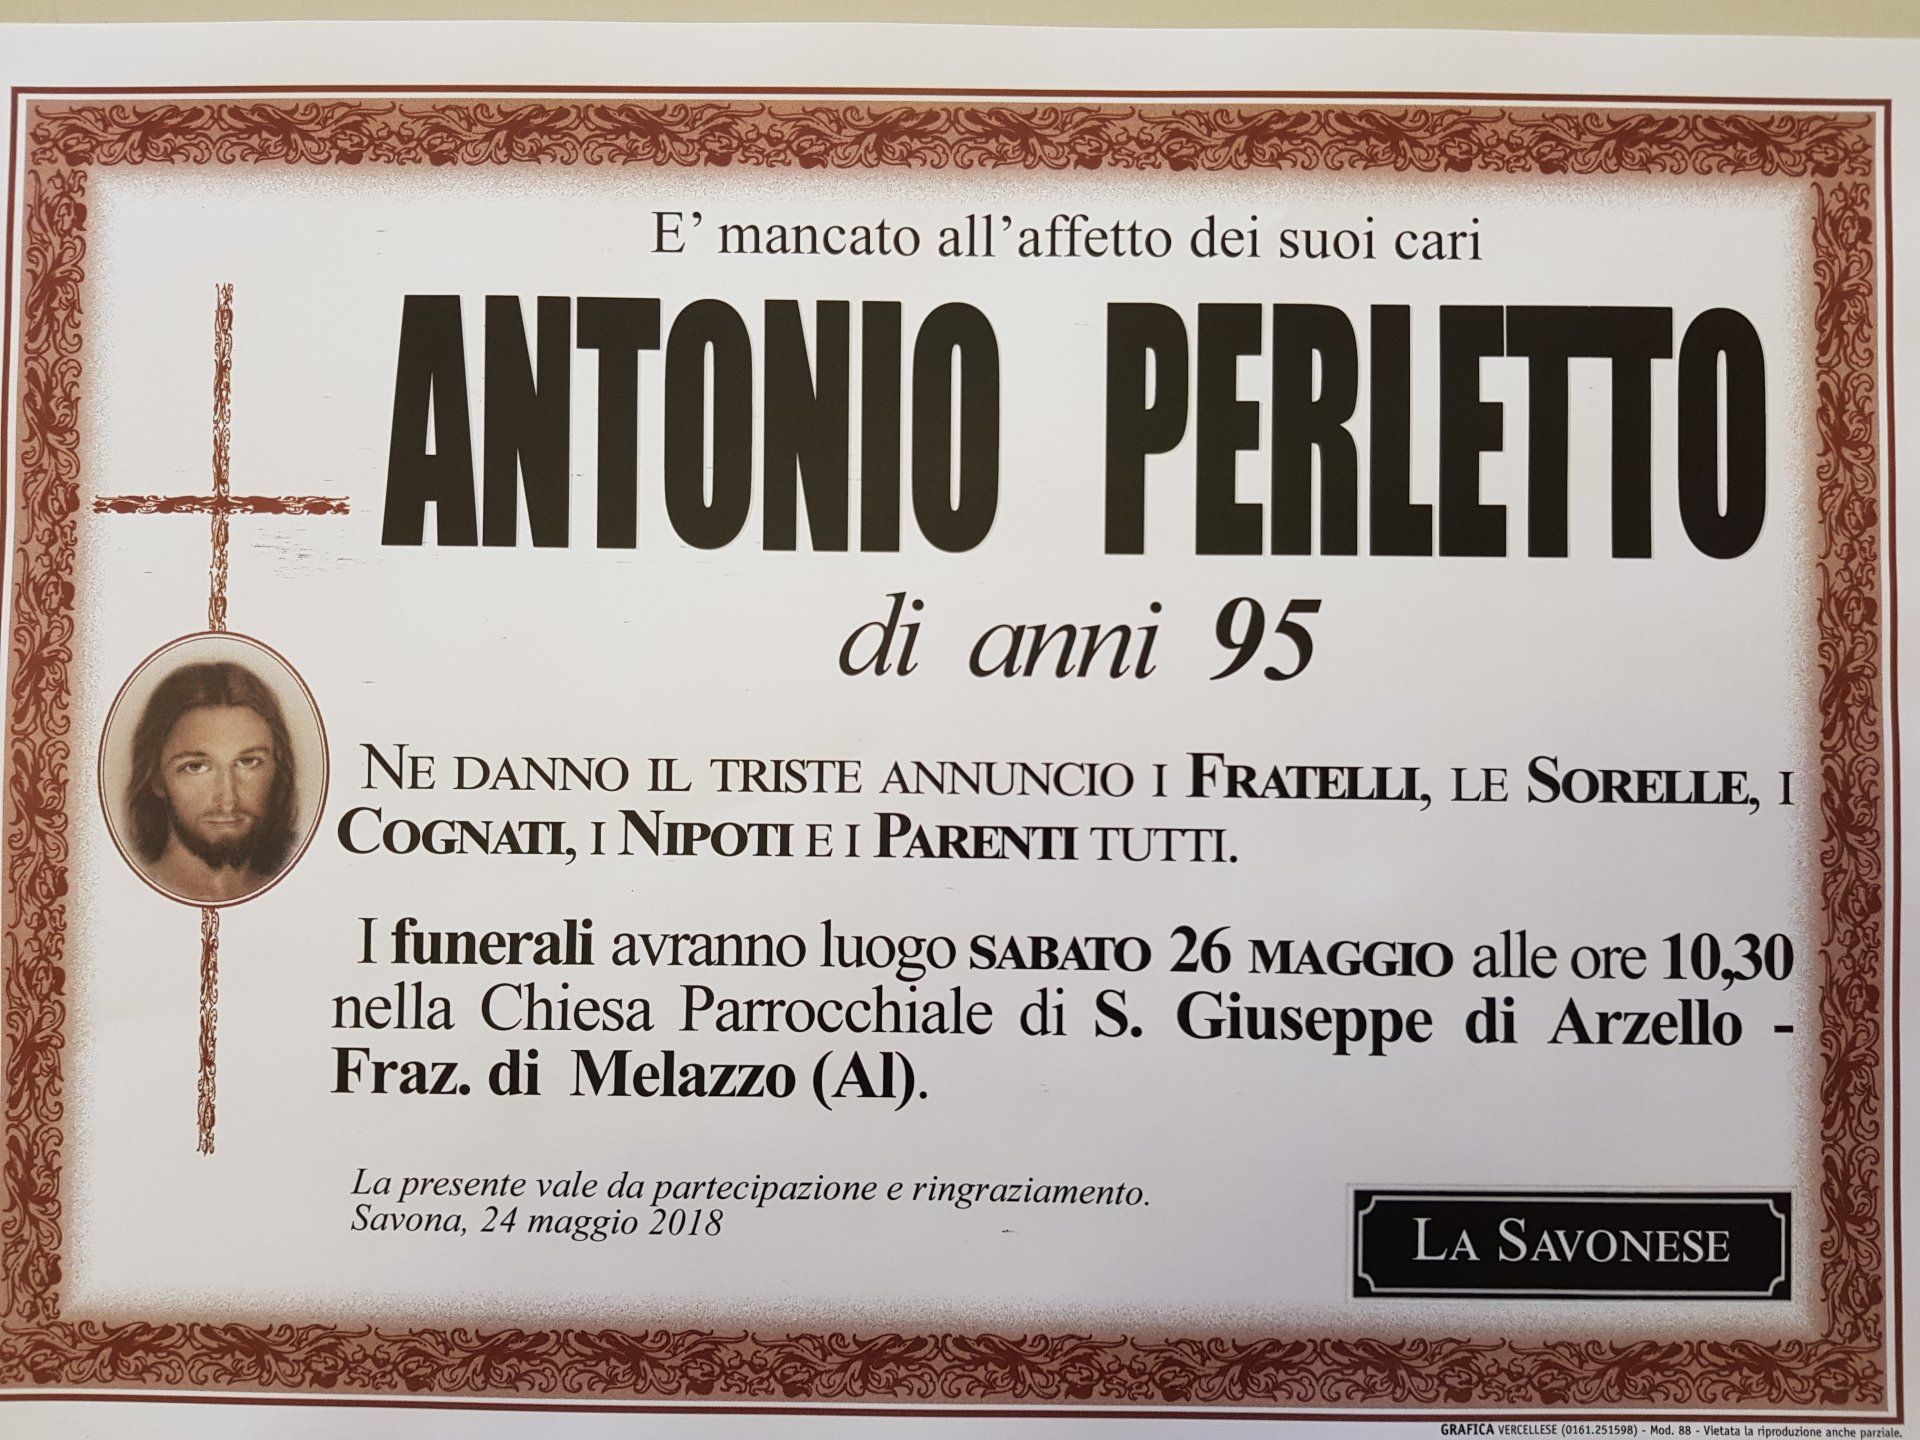 E' mancato all'affetto dei suoi cari
ANTONIO PERLETTO
di anni 95
NE DANNO IL TRISTE ANNUNCIO I FRATELLI, LE SORELLE, I
COGNATI, I NIPOTI E I PARENTI TUTTI.
I funerali avranno luogo SABATO 26 MAGGIO alle ore 10,30
nella Chiesa Parrocchiale di S. Giuseppe di Arzello -
Fraz. di Melazzo (Al).
La presente vale da partecipazione e ringraziamento.
Savona, 24 maggio 2018
LA SAVONESE
GRAFICA VERCELLESE (0161.251598) - Mod. 88 - Vietata la riproduzione anche parziale.